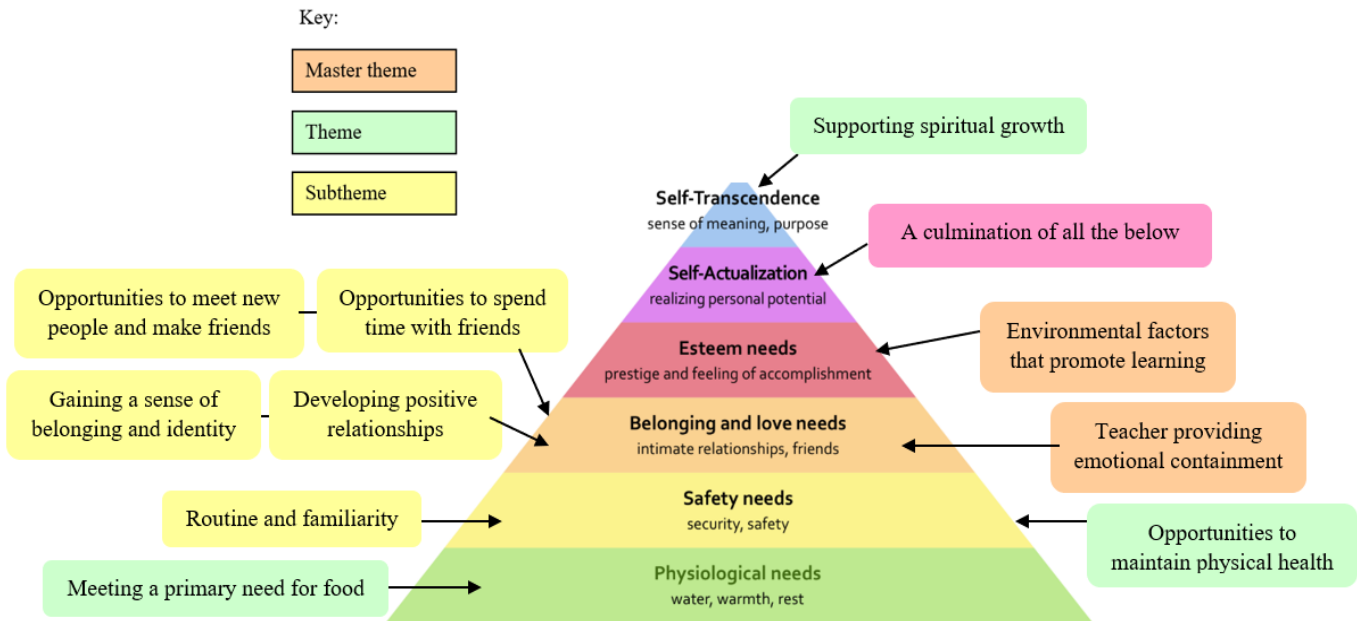 Key:
Master theme
Theme
Subtheme
Supporting spiritual growth
Self-Transcendence
sense of meaning, purpose
A culmination of all the below
Self-Actualization
realizing personal potential
Opportunities to meet new
people and make friends
Opportunities to spend
time with friends
Environmental factors
that promote learning
Esteem needs
prestige and feeling of accomplishment
Gaining a sense of
belonging and identity
Developing positive
relationships
Belonging and love needs
intimate relationships, friends
Teacher providing
emotional containment
Routine and familiarity
Safety needs
security, safety
Opportunities to
maintain physical health
Meeting a primary need for food
Physiological needs
water, warmth, rest